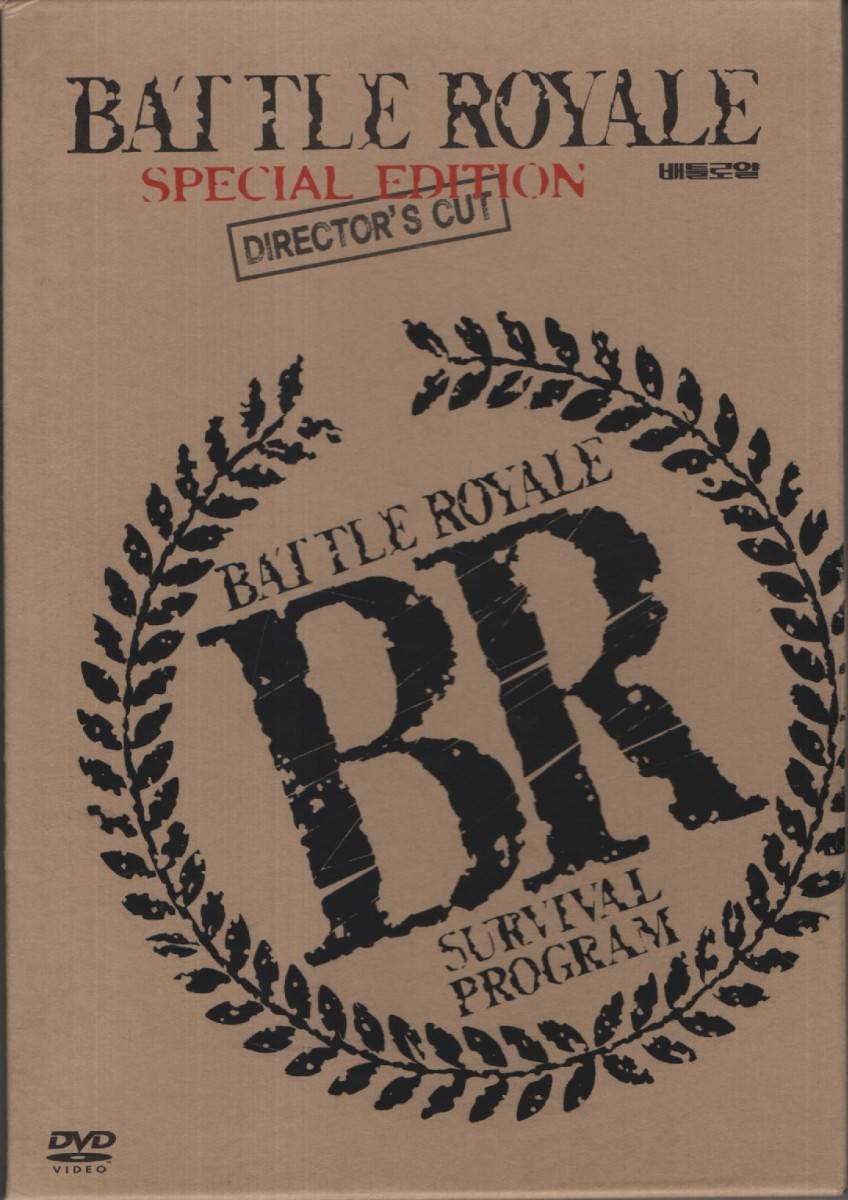 BATTLE ROYALE
SPECIAL EDITION
배틀로얄
DIRECTOR'S CUT
BATTLE ROYALE
BR
SURVIVAL
PROGRAM
DVD
VIDEO